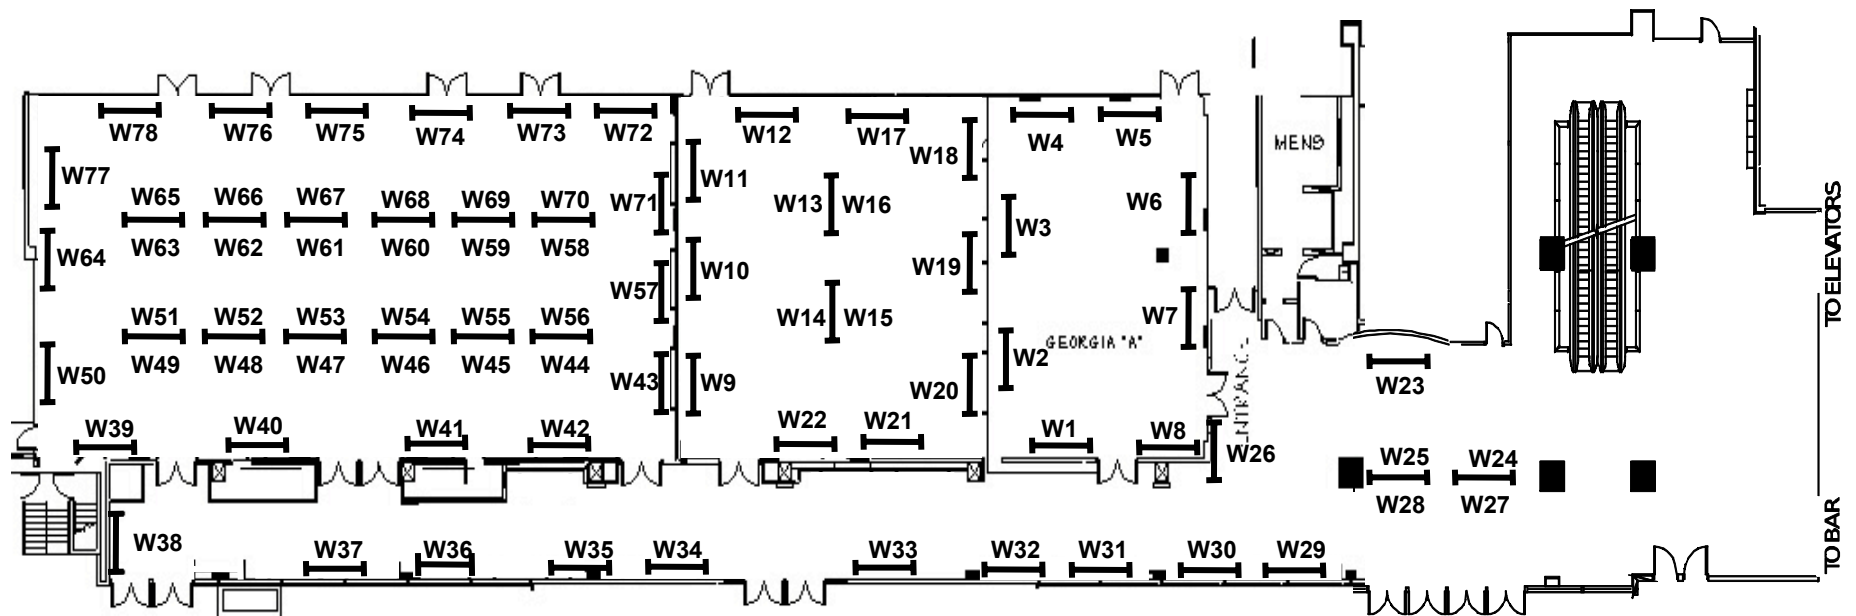 W78 W76 W75 W74 W73 W72 W12 W17 W4 W5
MENS
W77 W11 W18
W65 W66 W67 W68 W69 W70 W71 W13 W16 W6
W63 W62 W61 W60 W59 W58 W3
W64 W10 W19
W57
W51 W52 W53 W54 W55 W56 W14 W15 W7
GEORGIA "A"
W49 W48 W47 W46 W45 W44 W2
W50 W43 W9 W20
W23
ENTRANCE
W39 W40 W41 W42 W22 W21 W1 W8
W26
W25 W24
W28 W27
W38 W37 W36 W35 W34 W33 W32 W31 W30 W29
TO ELEVATORS
TO BAR